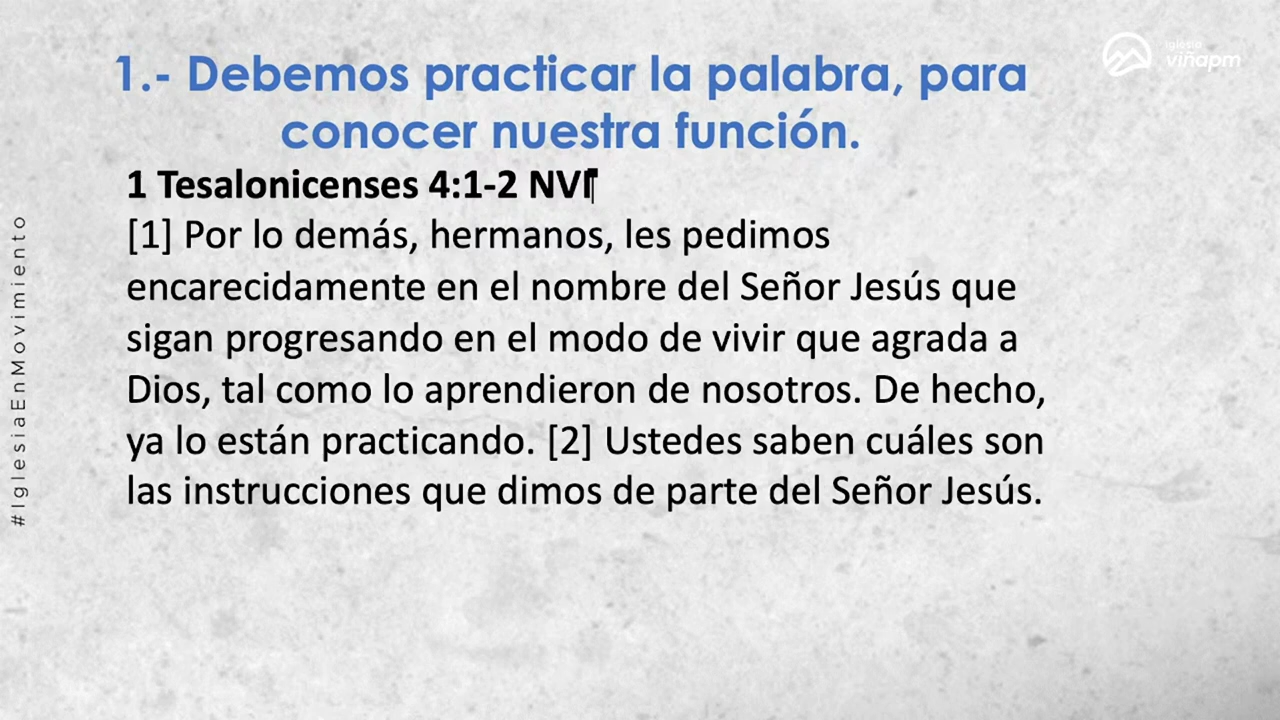 1.- Debemos practicar la palabra, para
conocer nuestra función.
1 Tesalonicenses 4:1-2 NVI
[1] Por lo demás, hermanos, les pedimos
encarecidamente en el nombre del Señor Jesús que
sigan progresando en el modo de vivir que agrada a
Dios, tal como lo aprendieron de nosotros. De hecho,
ya lo están practicando. [2] Ustedes saben cuáles son
las instrucciones que dimos de parte del Señor Jesús.
#IglesiaEnMovimiento
Iglesia
viñapm